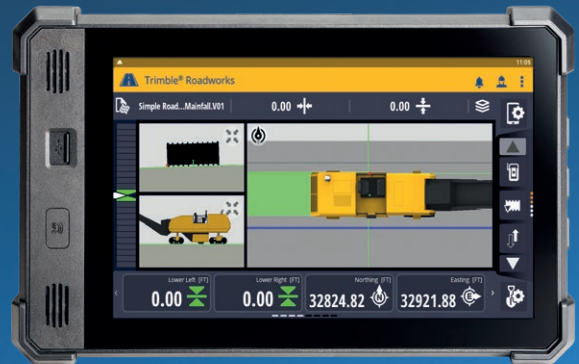 11:05
Trimble® Roadworks
Simple Road...Mainfall.V01
0.00
0.00
Lower Left [FT]
0.00
Lower Right [FT]
0.00
Northing [FT]
32824.82
Easting [FT]
32921.88